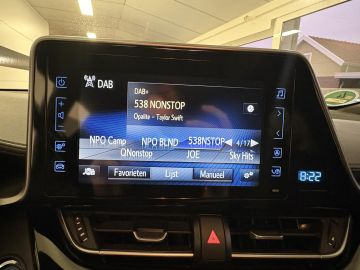 DAB
DAB+
538 NONSTOP
Opalite - Taylor Swift
NPO Camp NPO BLND 538NSTOP 4/17
QNonstop JOE Sky Hits
Favorieten Lijst Manueel
8:22